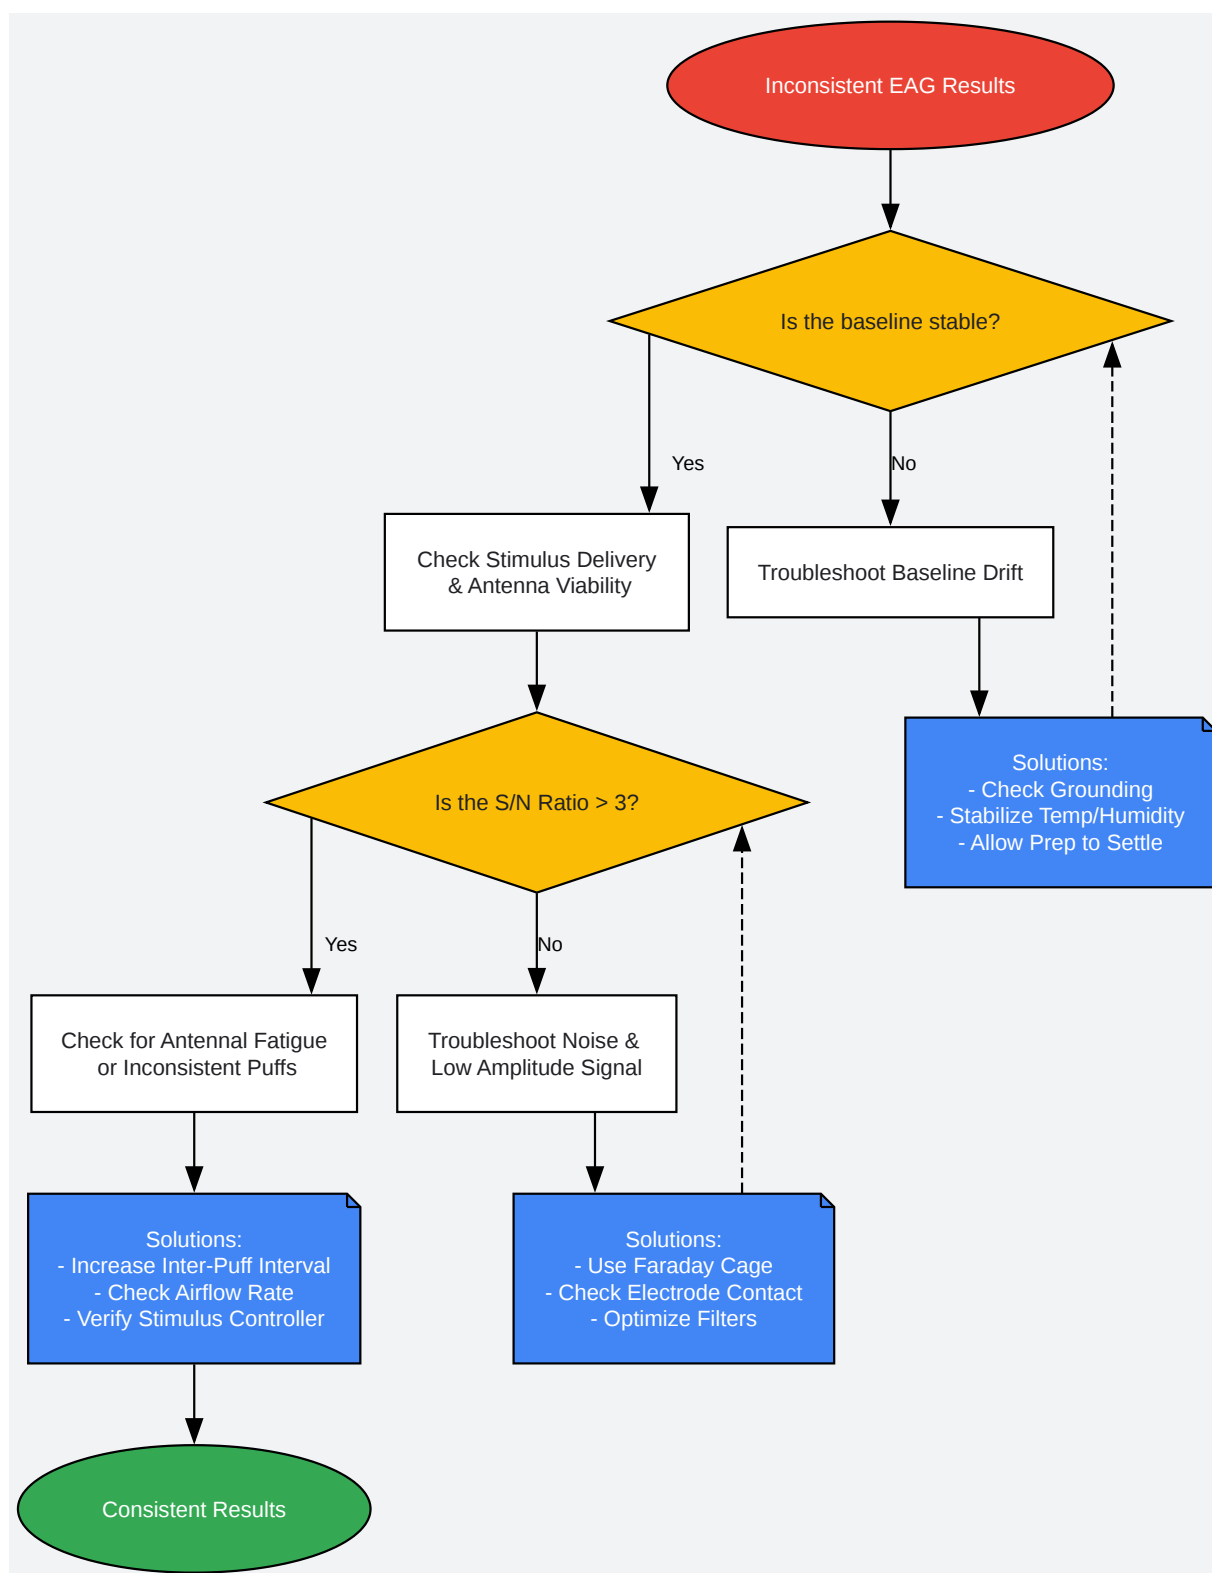 Inconsistent EAG Results
Is the baseline stable?
Yes
No
Check Stimulus Delivery
& Antenna Viability
Troubleshoot Baseline Drift
Is the S/N Ratio > 3?
Solutions:
- Check Grounding
- Stabilize Temp/Humidity
- Allow Prep to Settle
Yes
No
Check for Antennal Fatigue
or Inconsistent Puffs
Troubleshoot Noise &
Low Amplitude Signal
Solutions:
- Increase Inter-Puff Interval
- Check Airflow Rate
- Verify Stimulus Controller
Solutions:
- Use Faraday Cage
- Check Electrode Contact
- Optimize Filters
Consistent Results